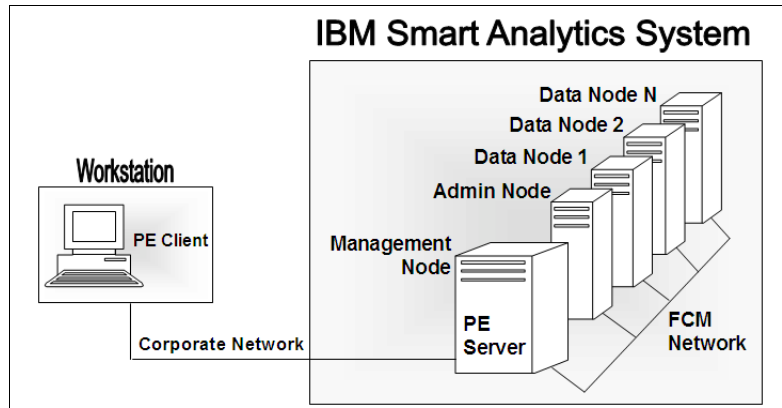 IBM Smart Analytics System
Data Node N
Data Node 2
Data Node 1
Admin Node
Management
Node
PE
Server
FCM
Network
Workstation
PE Client
Corporate Network